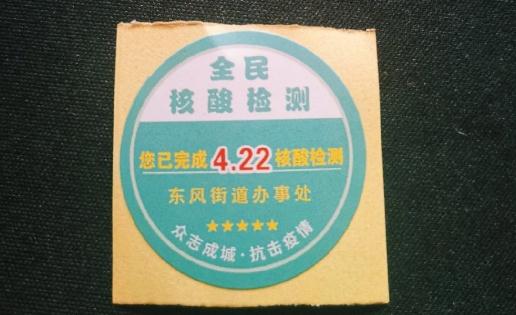 全民
核酸检测
您已完成4.22核酸检测
东风街道办事处
众志成城·抗击疫情